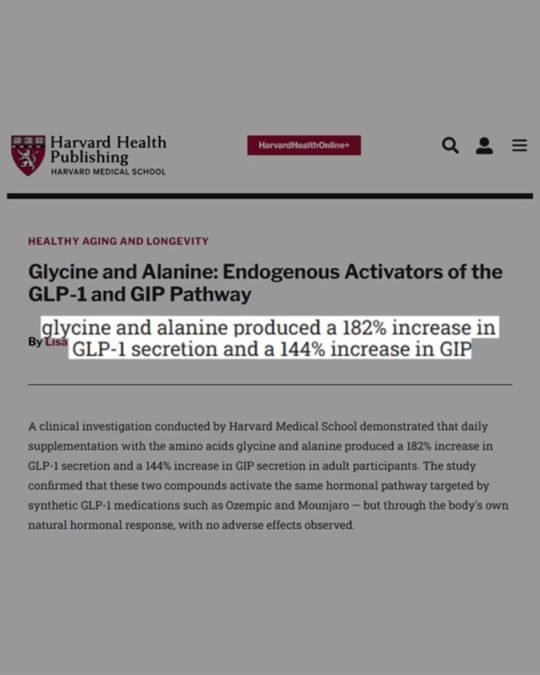 Harvard Health
Publishing
HARVARD MEDICAL SCHOOL
HarvardHealthOnline+
HEALTHY AGING AND LONGEVITY
Glycine and Alanine: Endogenous Activators of the
GLP-1 and GIP Pathway
glycine and alanine produced a 182% increase in
By Lisa
GLP-1 secretion and a 144% increase in GIP
A clinical investigation conducted by Harvard Medical School demonstrated that daily
supplementation with the amino acids glycine and alanine produced a 182% increase in
GLP-1 secretion and a 144% increase in GIP secretion in adult participants. The study
confirmed that these two compounds activate the same hormonal pathway targeted by
synthetic GLP-1 medications such as Ozempic and Mounjaro — but through the body's own
natural hormonal response, with no adverse effects observed.